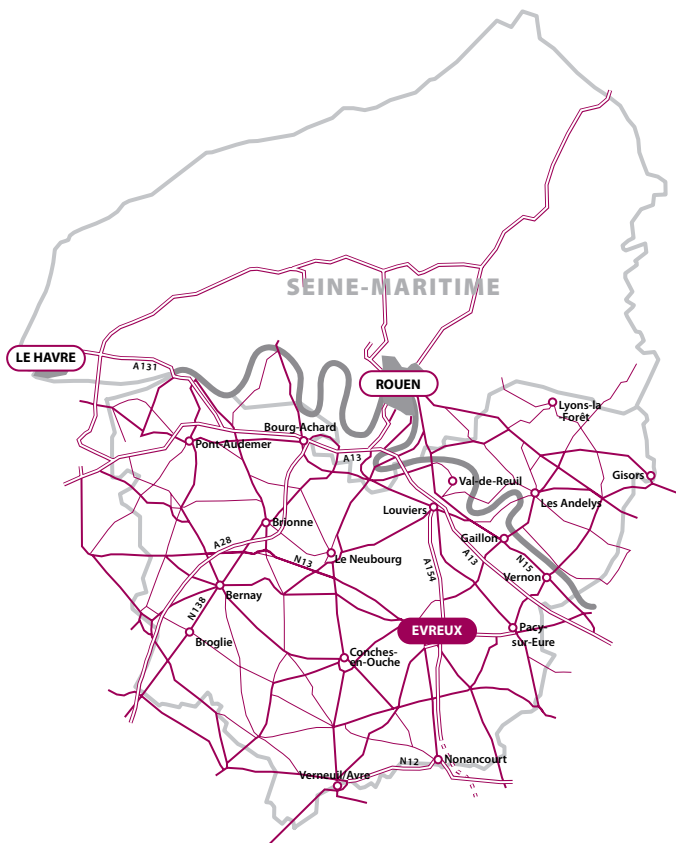 SEINE-MARITIME
LE HAVRE
A131
ROUEN
Lyons-la
-Forêt
Bourg-Achard
Pont-Audemer
A13
Gisors
Val-de-Reuil
Les Andelys
Louviers
Brionne
Gaillon
A28
N13
Le Neubourg
A154
A13
N15
Vernon
Bernay
N138
EVREUX
Pacy-
sur-Eure
Broglie
Conches-
en-Ouche
N12
Nonancourt
Verneuil/Avre